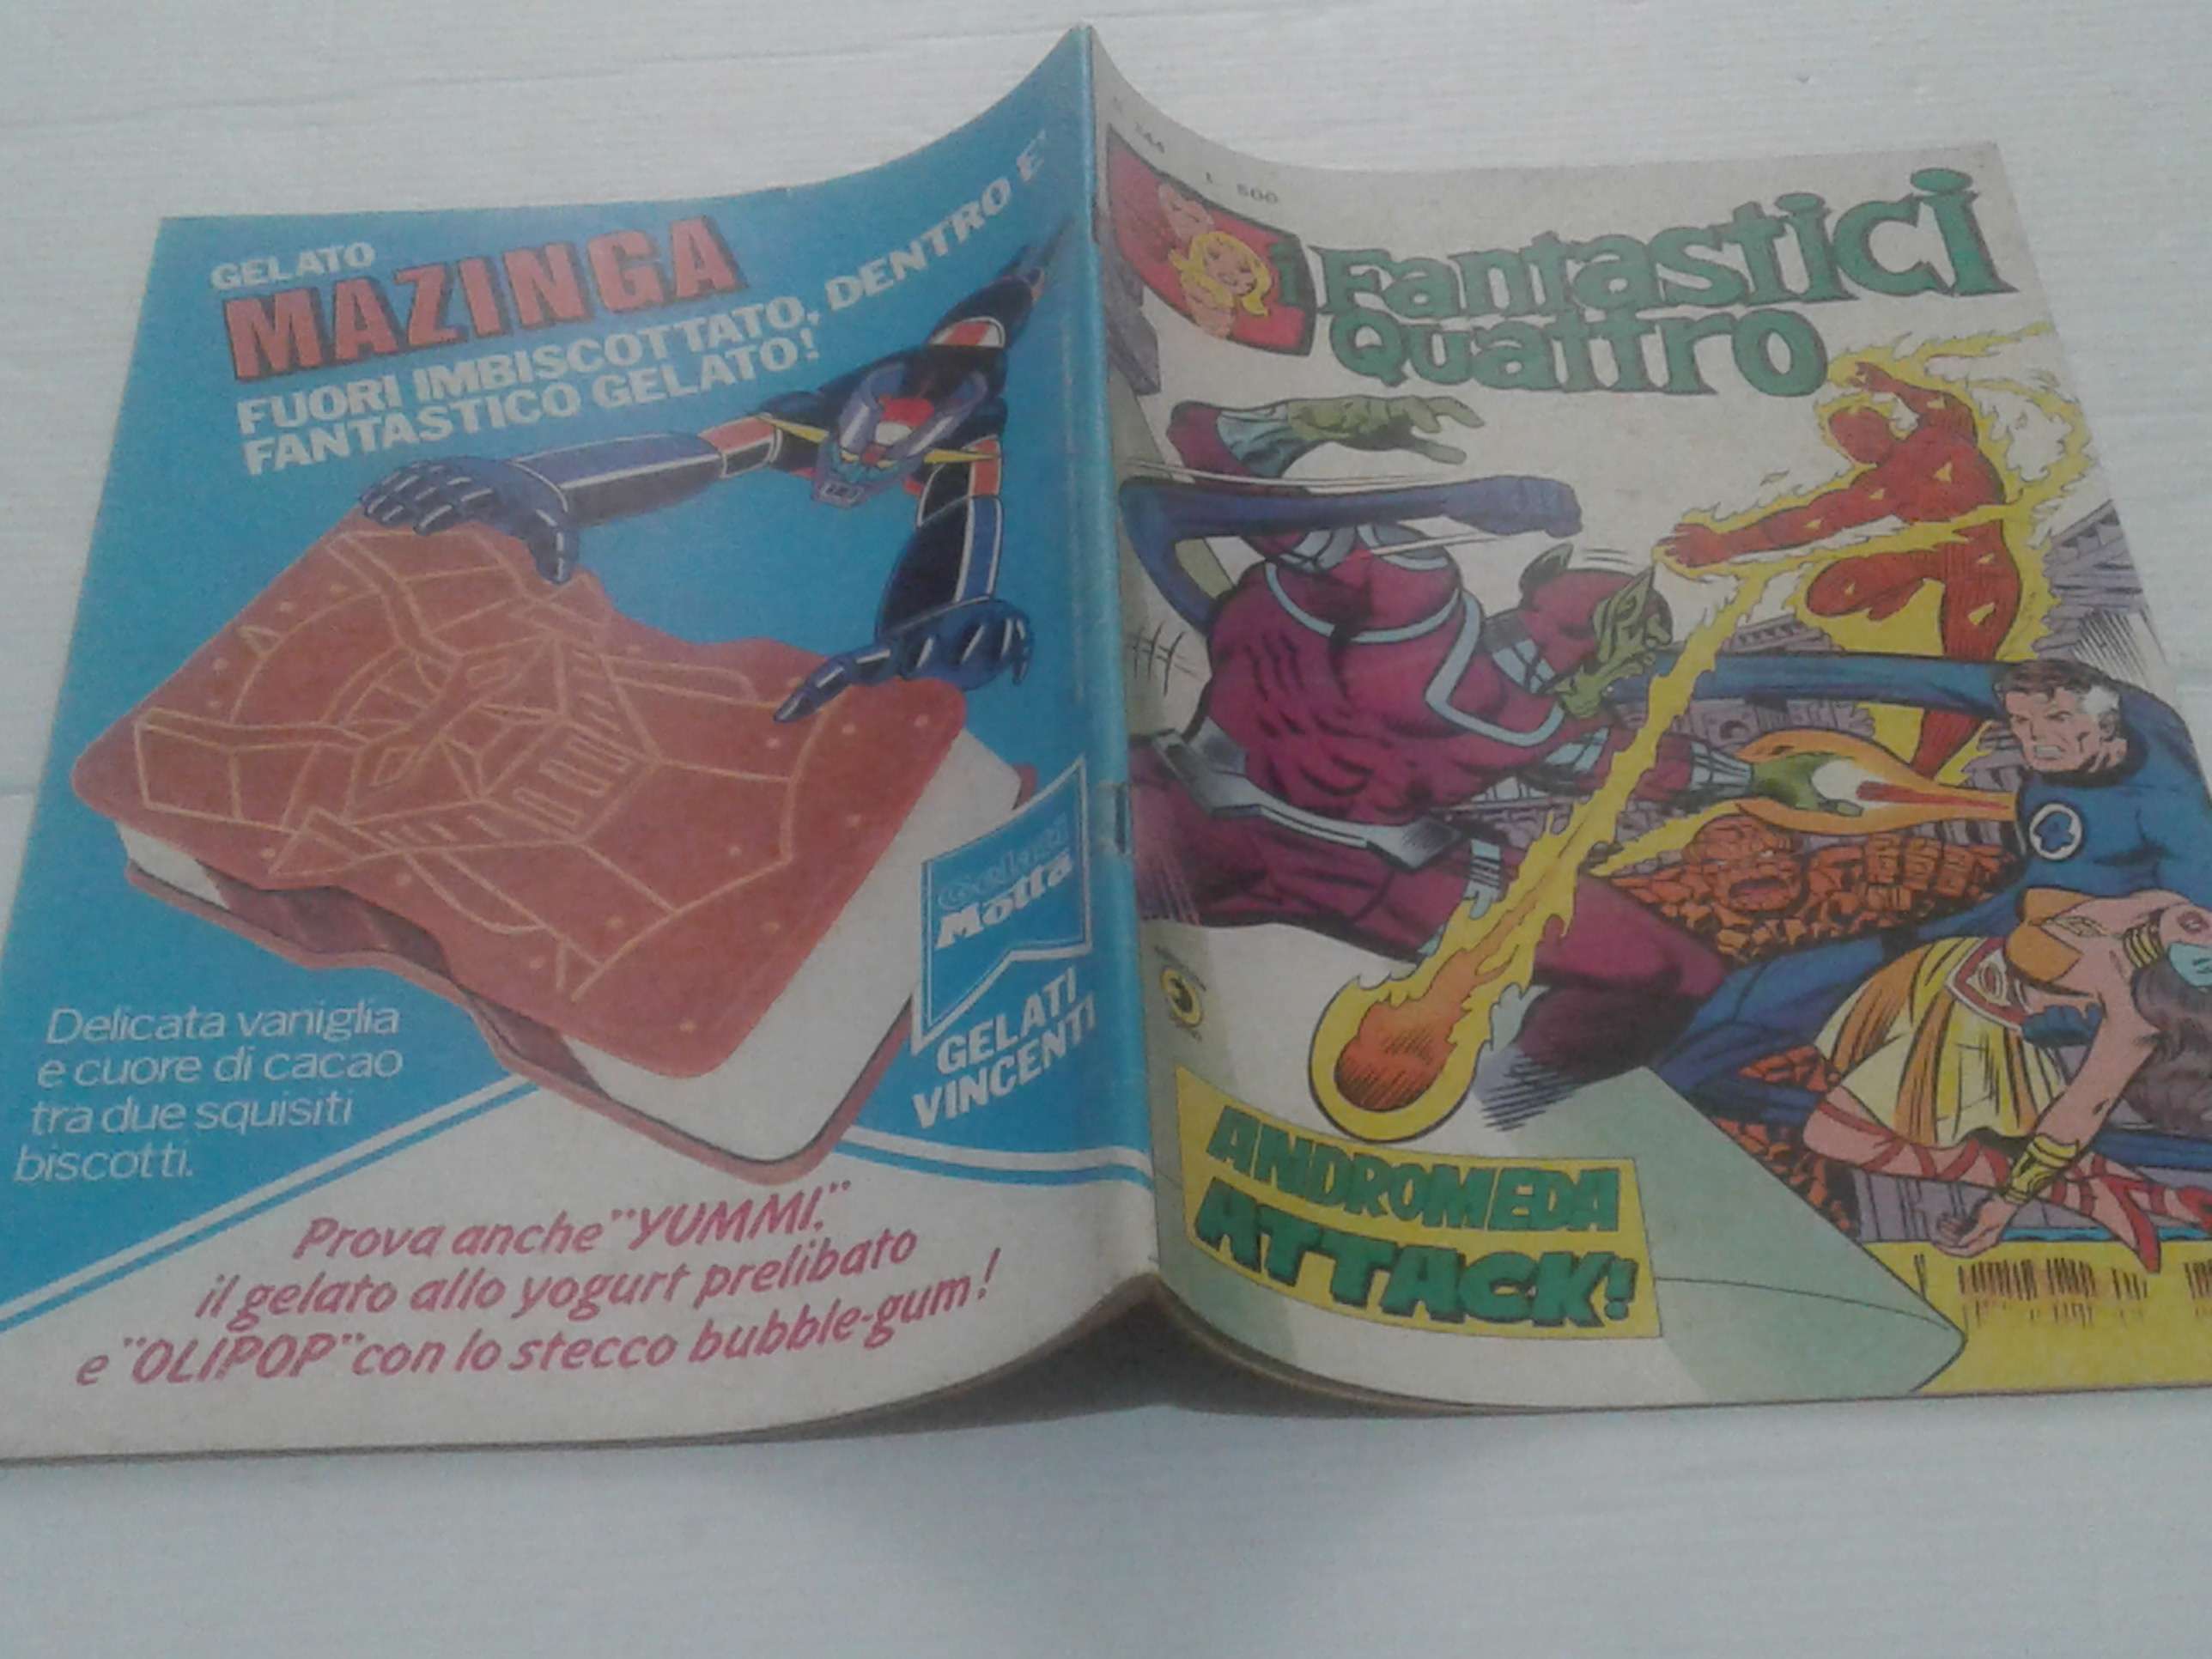 GELATO
MAZINGA
FUORI IMBISCOTTATO, DENTRO E'
FANTASTICO GELATO!
Gelati
Motta
GELATI
VINCENTI
Delicata vaniglia
e cuore di cacao
tra due squisiti
biscotti.
Prova anche "YUMMI."
il gelato allo yogurt prelibato
e "OLIPOP" con lo stecco bubble-gum!
L. 500
i Fantastici
Quattro
4
ANDROMEDA
ATTACK!